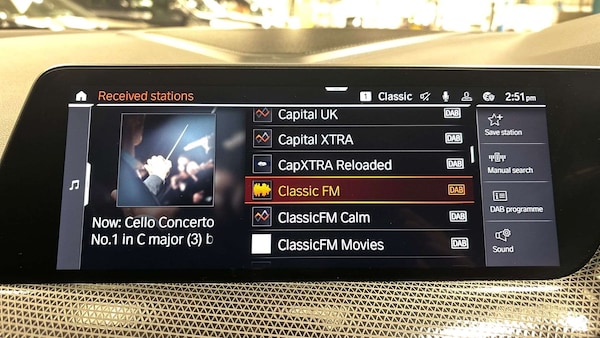 Received stations
1 Classic
2:51 pm
Capital UK DAB
Capital XTRA DAB
CapXTRA Reloaded DAB
Classic FM DAB
ClassicFM Calm DAB
ClassicFM Movies DAB
Now: Cello Concerto
No.1 in C major (3) b
Save station
Manual search
DAB programme
Sound